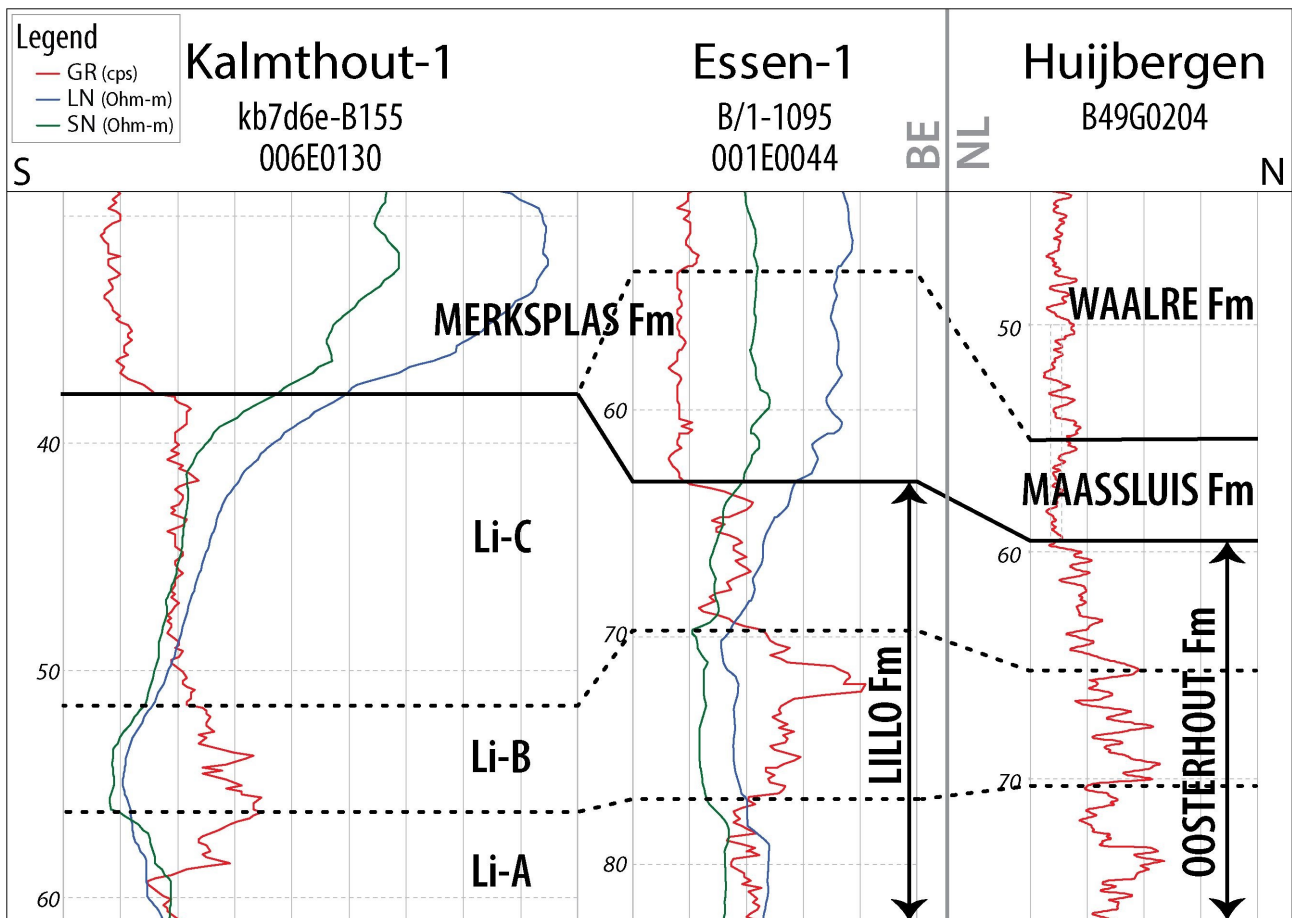 Legend
GR (cps)
LN (Ohm-m)
SN (Ohm-m)
Kalmthout-1
kb7d6e-B155
006E0130
Essen-1
B/1-1095
001E0044
Huijbergen
B49G0204
BE
NL
S
N
MERKSPLAS Fm
WAALRE Fm
MAASSLUIS Fm
Li-C
Li-B
Li-A
LILLO Fm
OOSTERHOUT Fm
40
50
60
60
70
80
50
60
70